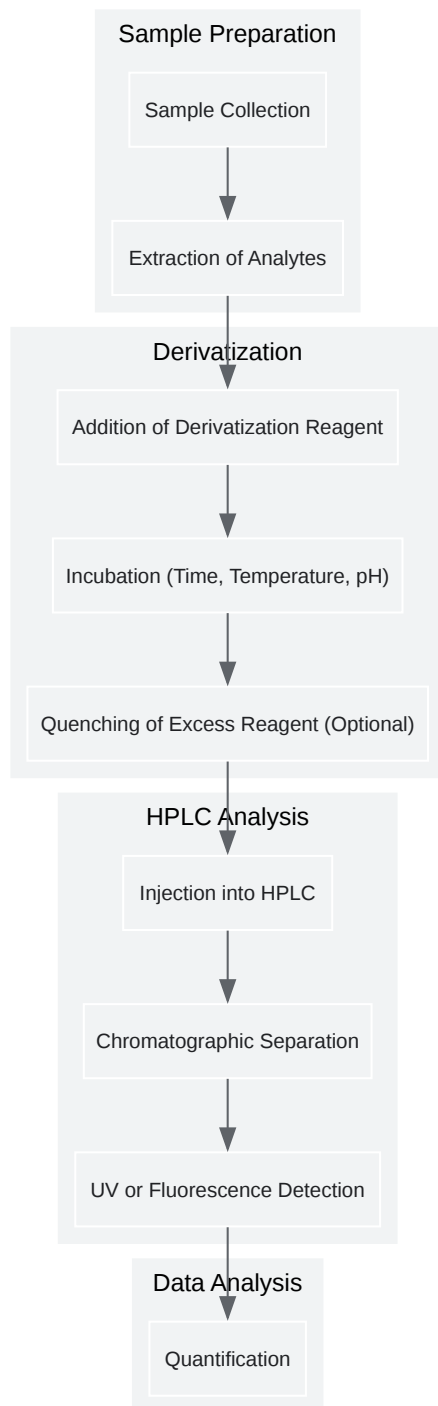 Sample Preparation
Sample Collection
Extraction of Analytes
Derivatization
Addition of Derivatization Reagent
Incubation (Time, Temperature, pH)
Quenching of Excess Reagent (Optional)
HPLC Analysis
Injection into HPLC
Chromatographic Separation
UV or Fluorescence Detection
Data Analysis
Quantification